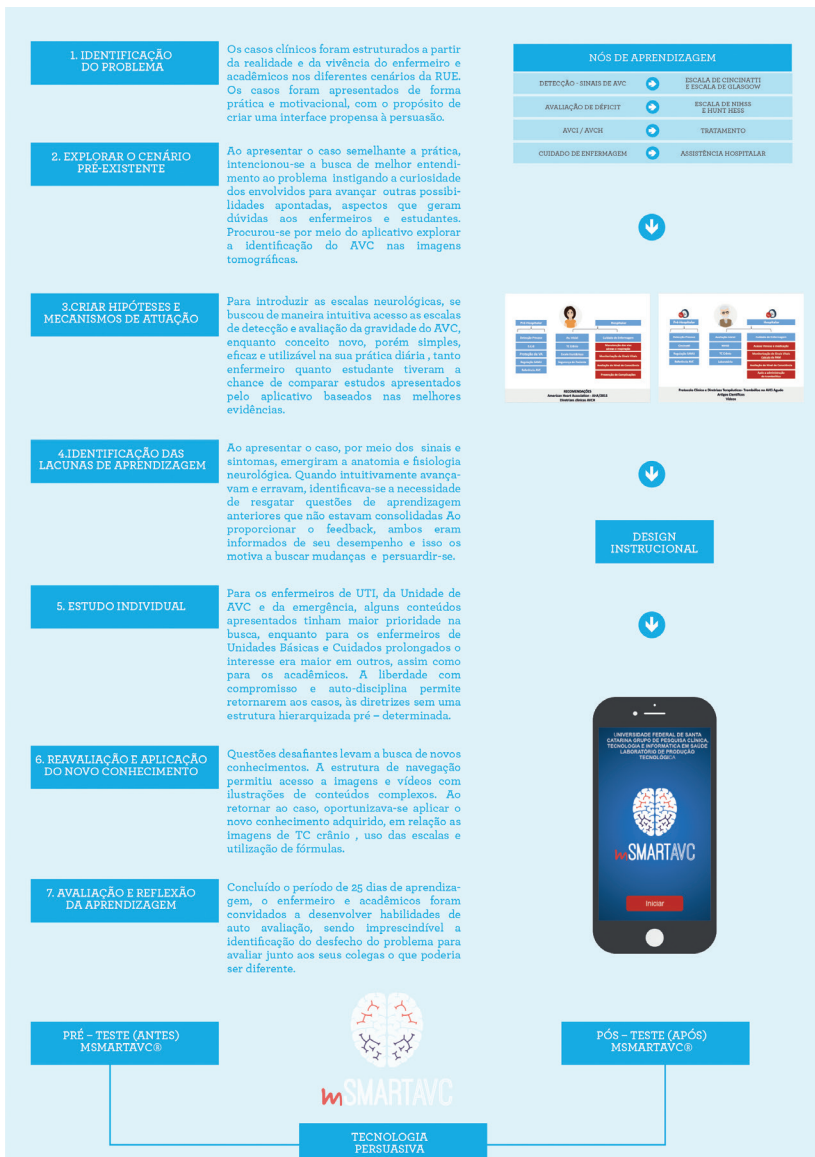 1. IDENTIFICAÇÃO
DO PROBLEMA
Os casos clínicos foram estruturados a partir
da realidade e da vivência do enfermeiro e
acadêmicos nos diferentes cenários da RUE.
Os casos foram apresentados de forma
prática e motivacional, com o propósito de
criar uma interface propensa à persuasão.
2. EXPLORAR O CENÁRIO
PRÉ-EXISTENTE
Ao apresentar o caso semelhante a prática,
intencionou-se a busca de melhor entendi-
mento ao problema instigando a curiosidade
dos envolvidos para avançar outras possibi-
lidades apontadas, aspectos que geram
dúvidas aos enfermeiros e estudantes.
Procurou-se por meio do aplicativo explorar
a identificação do AVC nas imagens
tomográficas.
3.CRIAR HIPÓTESES E
MECANISMOS DE ATUAÇÃO
Para introduzir as escalas neurológicas, se
buscou de maneira intuitiva acesso as escalas
de detecção e avaliação da gravidade do AVC,
enquanto conceito novo, porém simples,
eficaz e utilizável na sua prática diária , tanto
enfermeiro quanto estudante tiveram a
chance de comparar estudos apresentados
pelo aplicativo baseados nas melhores
evidências.
4.IDENTIFICAÇÃO DAS
LACUNAS DE APRENDIZAGEM
Ao apresentar o caso, por meio dos sinais e
sintomas, emergiram a anatomia e fisiologia
neurológica. Quando intuitivamente avança-
vam e erravam, identificava-se a necessidade
de resgatar questões de aprendizagem
anteriores que não estavam consolidadas Ao
proporcionar o feedback, ambos eram
informados de seu desempenho e isso os
motiva a buscar mudanças e persuardir-se.
5. ESTUDO INDIVIDUAL
Para os enfermeiros de UTI, da Unidade de
AVC e da emergência, alguns conteúdos
apresentados tinham maior prioridade na
busca, enquanto para os enfermeiros de
Unidades Básicas e Cuidados prolongados o
interesse era maior em outros, assim como
para os acadêmicos. A liberdade com
compromisso e auto-disciplina permite
retornarem aos casos, às diretrizes sem uma
estrutura hierarquizada pré – determinada.
6. REAVALIAÇÃO E APLICAÇÃO
DO NOVO CONHECIMENTO
Questões desafiantes levam a busca de novos
conhecimentos. A estrutura de navegação
permitiu acesso a imagens e vídeos com
ilustrações de conteúdos complexos. Ao
retornar ao caso, oportunizava-se aplicar o
novo conhecimento adquirido, em relação as
imagens de TC crânio , uso das escalas e
utilização de fórmulas.
7. AVALIAÇÃO E REFLEXÃO
DA APRENDIZAGEM
Concluído o período de 25 dias de aprendiza-
gem, o enfermeiro e acadêmicos foram
convidados a desenvolver habilidades de
auto avaliação, sendo imprescindível a
identificação do desfecho do problema para
avaliar junto aos seus colegas o que poderia
ser diferente.
NÓS DE APRENDIZAGEM
DETECÇÃO - SINAIS DE AVC
ESCALA DE CINCINATTI
E ESCALA DE GLASGOW
AVALIAÇÃO DE DÉFICIT
ESCALA DE NIHSS
E HUNT HESS
AVCI / AVCH
TRATAMENTO
CUIDADO DE ENFERMAGEM
ASSISTÊNCIA HOSPITALAR
RECOMENDAÇÕES
Protocolo Clínico e Diretrizes Terapêuticas- Trombólise no AVCi Agudo
Artigos Científicos
Vídeos
DESIGN
INSTRUCIONAL
UNIVERSIDADE FEDERAL DE SANTA
CATARINA GRUPO DE PESQUISA CLÍNICA,
TECNOLOGIA E INFORMÁTICA EM SAÚDE
LABORATÓRIO DE PRODUÇÃO
TECNOLÓGICA
mSMARTAVC
Iniciar
PRÉ – TESTE (ANTES)
MSMARTAVC®
mSMARTAVC
PÓS – TESTE (APÓS)
MSMARTAVC®
TECNOLOGIA
PERSUASIVA